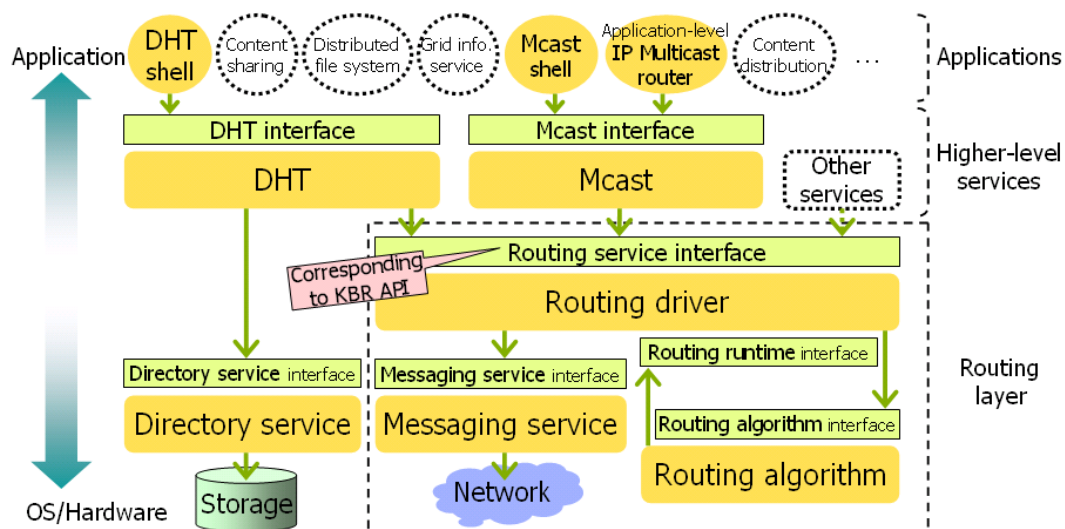 Application
DHT
shell
Content
sharing
Distributed
file system
Grid info.
service
Mcast
shell
Application-level
IP Multicast
router
Content
distribution
...
Applications
DHT interface
Mcast interface
DHT
Mcast
Other
services
Higher-level
services
Routing service interface
Corresponding
to KBR API
Routing driver
Routing runtime interface
Directory service interface
Messaging service interface
Routing
layer
Directory service
Messaging service
Routing algorithm interface
Routing algorithm
Storage
Network
OS/Hardware